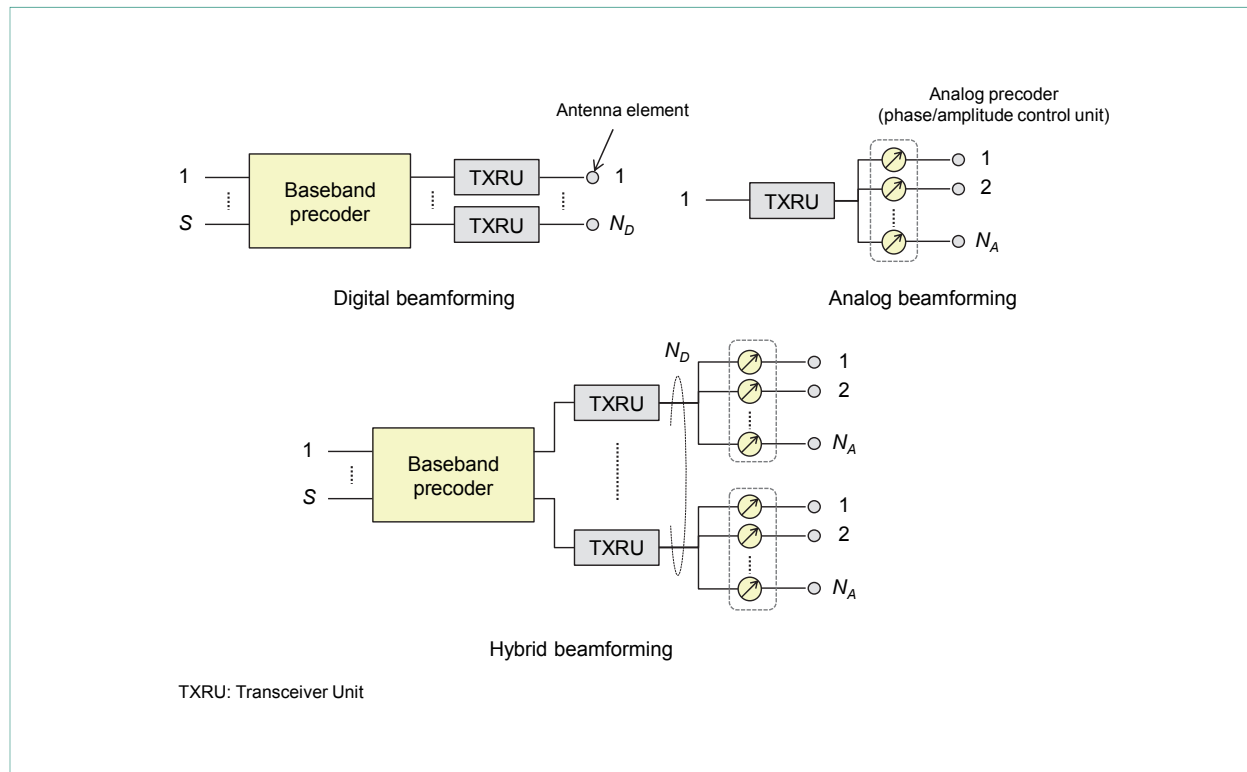 Antenna element
1
S
Baseband
precoder
TXRU
TXRU
1
N_D
Digital beamforming
Analog precoder
(phase/amplitude control unit)
1
TXRU
1
2
N_A
Analog beamforming
1
S
Baseband
precoder
TXRU
TXRU
N_D
1
2
N_A
1
2
N_A
Hybrid beamforming
TXRU: Transceiver Unit